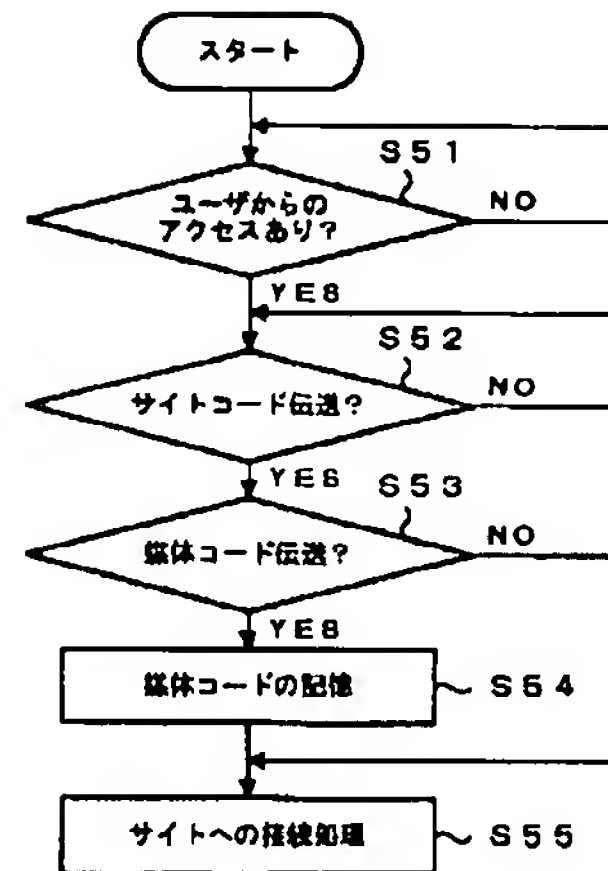 スタート
S51
ユーザからの
アクセスあり?
NO
YES
S52
サイトコード伝送?
NO
YES
S53
媒体コード伝送?
NO
YES
媒体コードの記憶
S54
サイトへの接続処理
S55